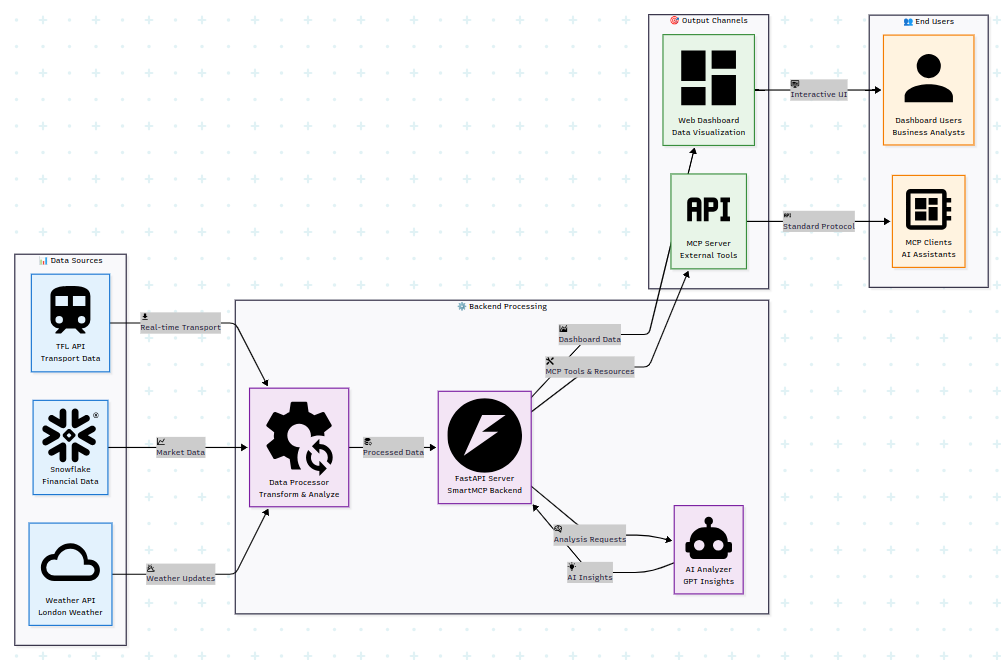 📊 Data Sources
TFL API
Transport Data
Snowflake
Financial Data
Weather API
London Weather
Real-time Transport
Market Data
Weather Updates
⚙️ Backend Processing
Data Processor
Transform & Analyze
Processed Data
FastAPI Server
SmartMCP Backend
Dashboard Data
MCP Tools & Resources
Analysis Requests
AI Insights
AI Analyzer
GPT Insights
🎯 Output Channels
Web Dashboard
Data Visualization
API
MCP Server
External Tools
Interactive UI
API
Standard Protocol
👥 End Users
Dashboard Users
Business Analysts
MCP Clients
AI Assistants